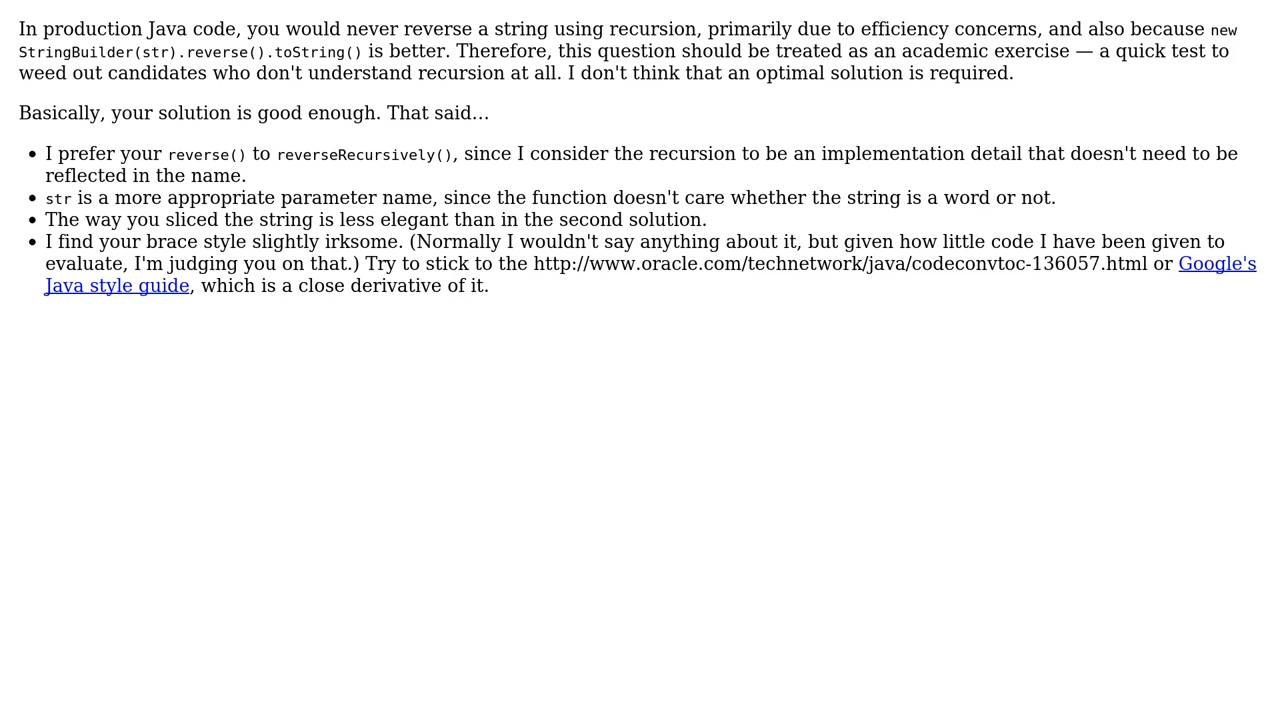 In production Java code, you would never reverse a string using recursion, primarily due to efficiency concerns, and also because new
StringBuilder(str).reverse().toString() is better. Therefore, this question should be treated as an academic exercise — a quick test to
weed out candidates who don't understand recursion at all. I don't think that an optimal solution is required.
Basically, your solution is good enough. That said…
• I prefer your reverse() to reverseRecursively(), since I consider the recursion to be an implementation detail that doesn't need to be
reflected in the name.
• str is a more appropriate parameter name, since the function doesn't care whether the string is a word or not.
• The way you sliced the string is less elegant than in the second solution.
• I find your brace style slightly irksome. (Normally I wouldn't say anything about it, but given how little code I have been given to
evaluate, I'm judging you on that.) Try to stick to the http://www.oracle.com/technetwork/java/codeconvtoc-136057.html or Google's
Java style guide, which is a close derivative of it.